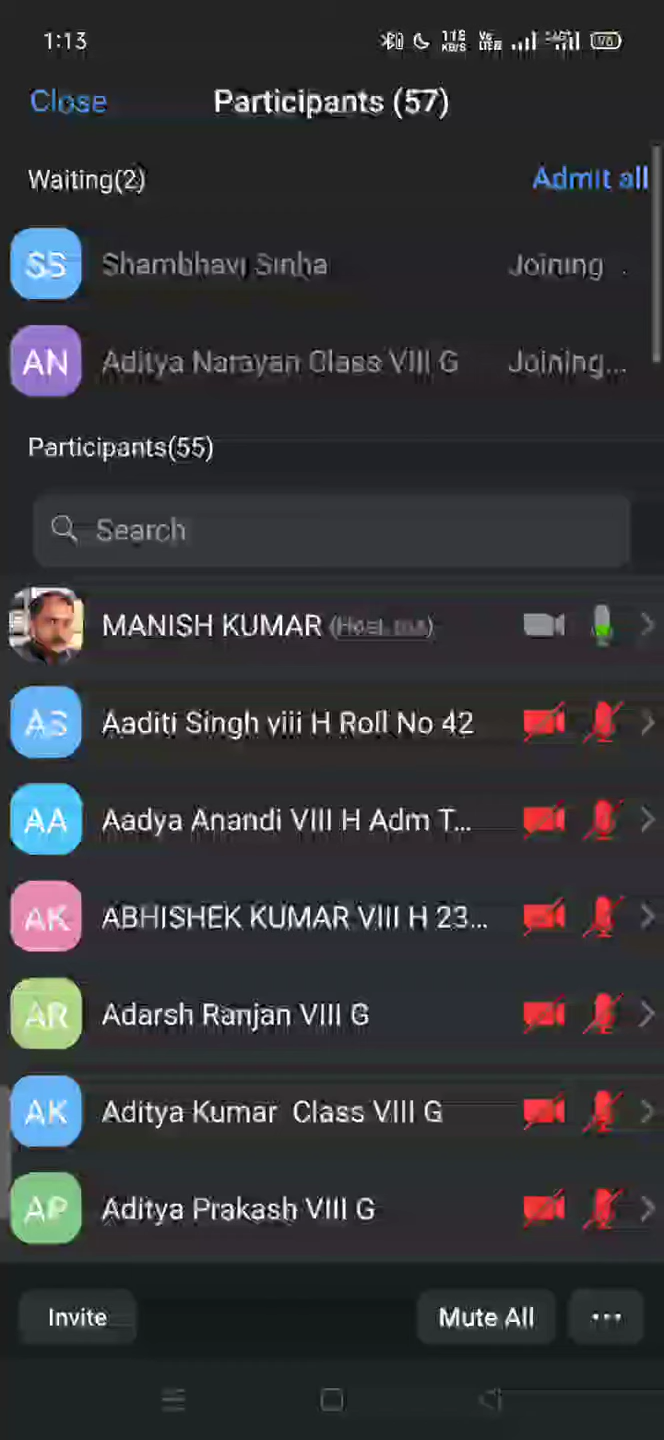 1:13
Close Participants (57)
Waiting(2) Admit all
SS Shambhavi Sinha Joining...
AN Aditya Narayan Class VIII G Joining...
Participants(55)
Search
MANISH KUMAR (Host, me)
AS Aaditi Singh viii H Roll No 42
AA Aadya Anandi VIII H Adm T...
AK ABHISHEK KUMAR VIII H 23...
AR Adarsh Ranjan VIII G
AK Aditya Kumar Class VIII G
AP Aditya Prakash VIII G
Invite Mute All ...